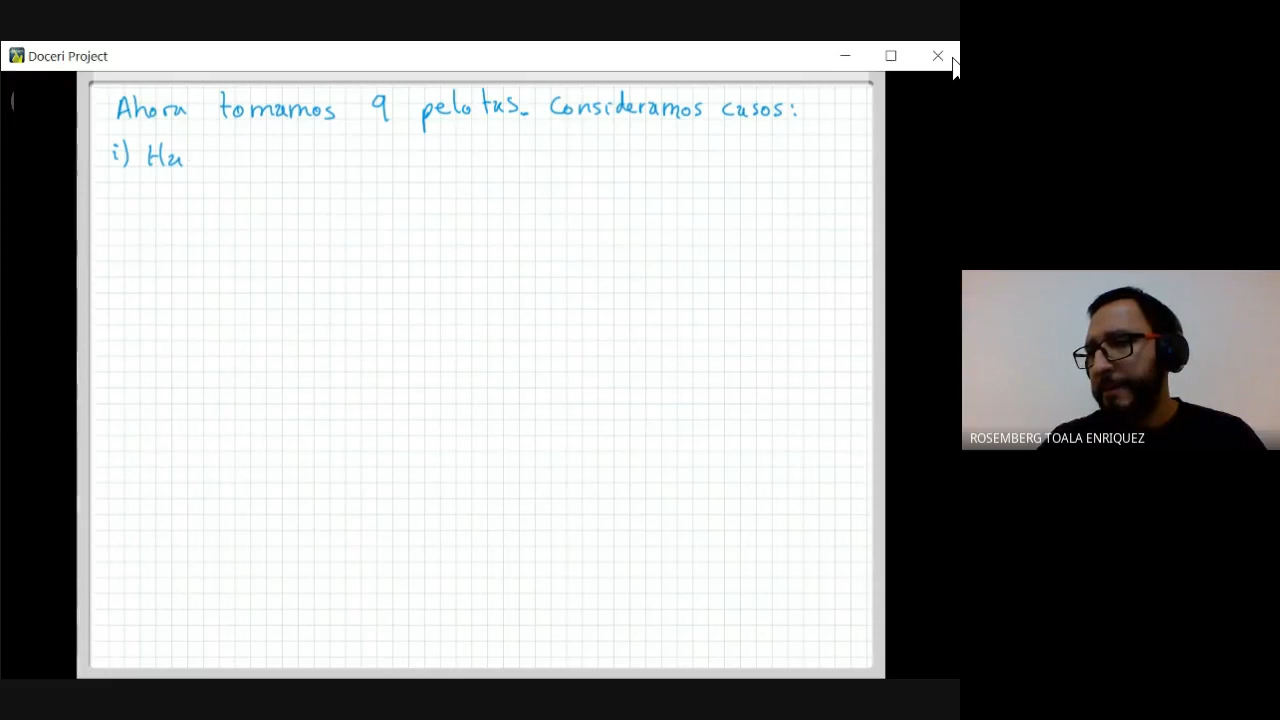 Doceri Project
Ahora tomamos 9 pelotas. Consideramos casos:
i) Ha
ROSEMBERG TOALA ENRIQUEZ